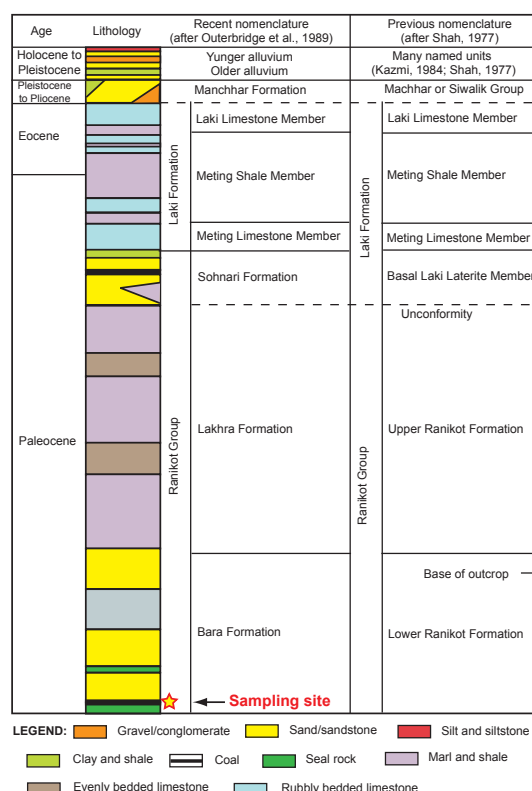 Age
Lithology
Recent nomenclature
(after Outerbridge et al., 1989)
Previous nomenclature
(after Shah, 1977)
Holocene to
Pleistocene
Yunger alluvium
Older alluvium
Many named units
(Kazmi, 1984; Shah, 1977)
Pleistocene
to Pliocene
Manchhar Formation
Machhar or Siwalik Group
Eocene
Laki Formation
Laki Limestone Member
Laki Formation
Laki Limestone Member
Meting Shale Member
Meting Shale Member
Meting Limestone Member
Meting Limestone Member
Paleocene
Ranikot Group
Sohnari Formation
Basal Laki Laterite Member
Unconformity
Lakhra Formation
Ranikot Group
Upper Ranikot Formation
Base of outcrop
Bara Formation
Lower Ranikot Formation
Sampling site
LEGEND:
Gravel/conglomerate
Sand/sandstone
Silt and siltstone
Clay and shale
Coal
Seal rock
Marl and shale
Evenly bedded limestone
Rubbly bedded limestone